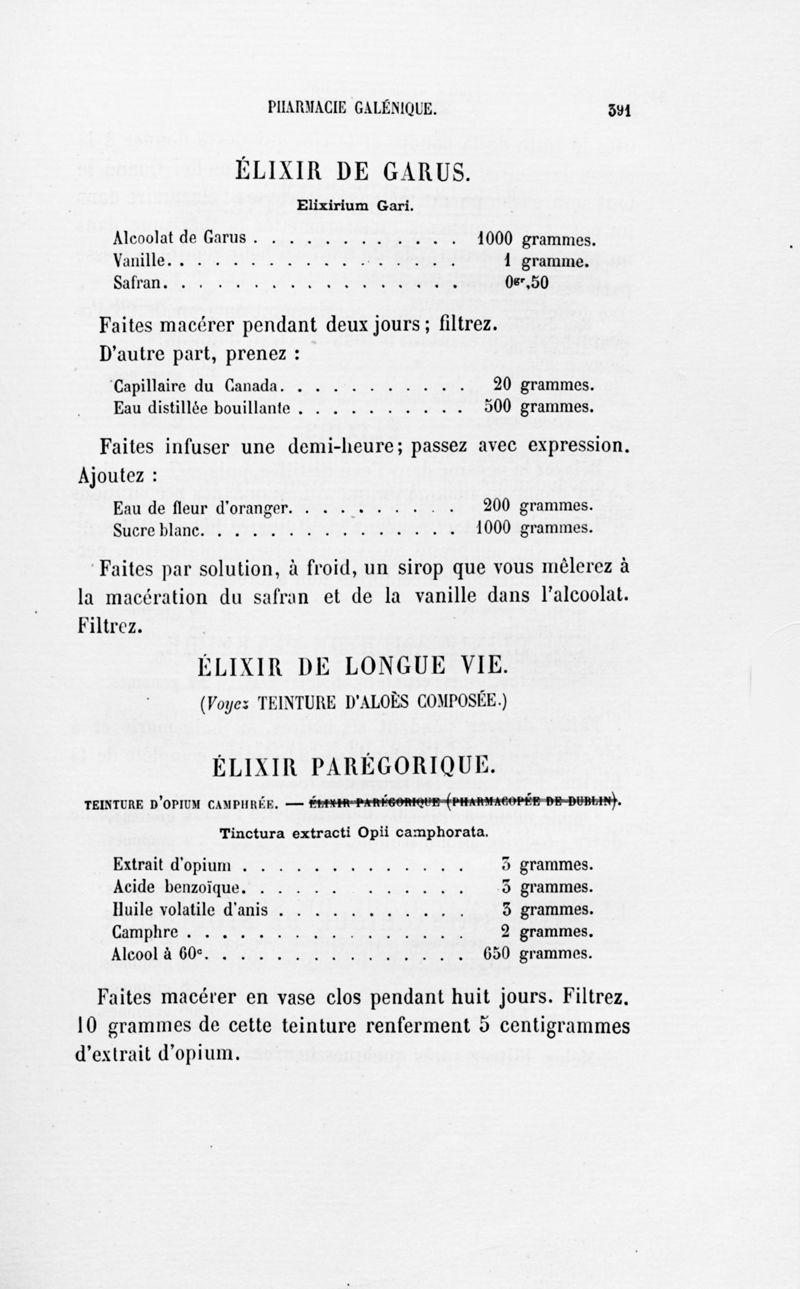 PHARMACIE GALÉNIQUE. 391
ÉLIXIR DE GARUS.
Elixirium Gari.
Alcoolat de Garus . . . . . . . . . . . . 1000 grammes.
Vanille. . . . . . . . . . . . . . . . . 1 gramme.
Safran. . . . . . . . . . . . . . . . . 0gr,50
Faites macérer pendant deux jours; filtrez.
D'autre part, prenez :
Capillaire du Canada. . . . . . . . . . . 20 grammes.
Eau distillée bouillante . . . . . . . . . . 500 grammes.
Faites infuser une demi-heure; passez avec expression.
Ajoutez :
Eau de fleur d'oranger. . . . . . . . . . 200 grammes.
Sucre blanc. . . . . . . . . . . . . . . 1000 grammes.
Faites par solution, à froid, un sirop que vous mêlerez à
la macération du safran et de la vanille dans l'alcoolat.
Filtrez.
ÉLIXIR DE LONGUE VIE.
(Voyez TEINTURE D'ALOÈS COMPOSÉE.)
ÉLIXIR PARÉGORIQUE.
TEINTURE D'OPIUM CAMPHRÉE. — ÉLIXIR PARÉGORIQUE (PHARMACOPÉE DE DUBLIN).
Tinctura extracti Opii camphorata.
Extrait d'opium . . . . . . . . . . . . . 3 grammes.
Acide benzoïque. . . . . . . . . . . . . 3 grammes.
Huile volatile d'anis . . . . . . . . . . . 3 grammes.
Camphre . . . . . . . . . . . . . . . . 2 grammes.
Alcool à 60c. . . . . . . . . . . . . . . 650 grammes.
Faites macérer en vase clos pendant huit jours. Filtrez.
10 grammes de cette teinture renferment 5 centigrammes
d'extrait d'opium.